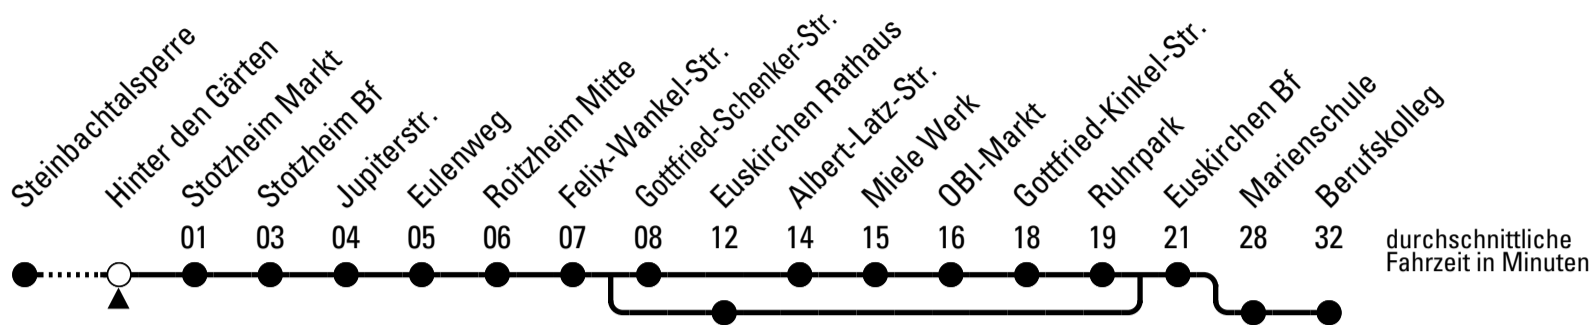 Steinbachtalsperre
Hinter den Gärten
Stotzheim Markt
Stotzheim Bf
Jupiterstr.
Eulenweg
Roitzheim Mitte
Felix-Wankel-Str.
Gottfried-Schenker-Str.
Euskirchen Rathaus
Albert-Latz-Str.
Miele Werk
OBI-Markt
Gottfried-Kinkel-Str.
Ruhrpark
Euskirchen Bf
Marienschule
Berufskolleg
01 03 04 05 06 07 08 12 14 15 16 18 19 21 28 32
durchschnittliche
Fahrzeit in Minuten